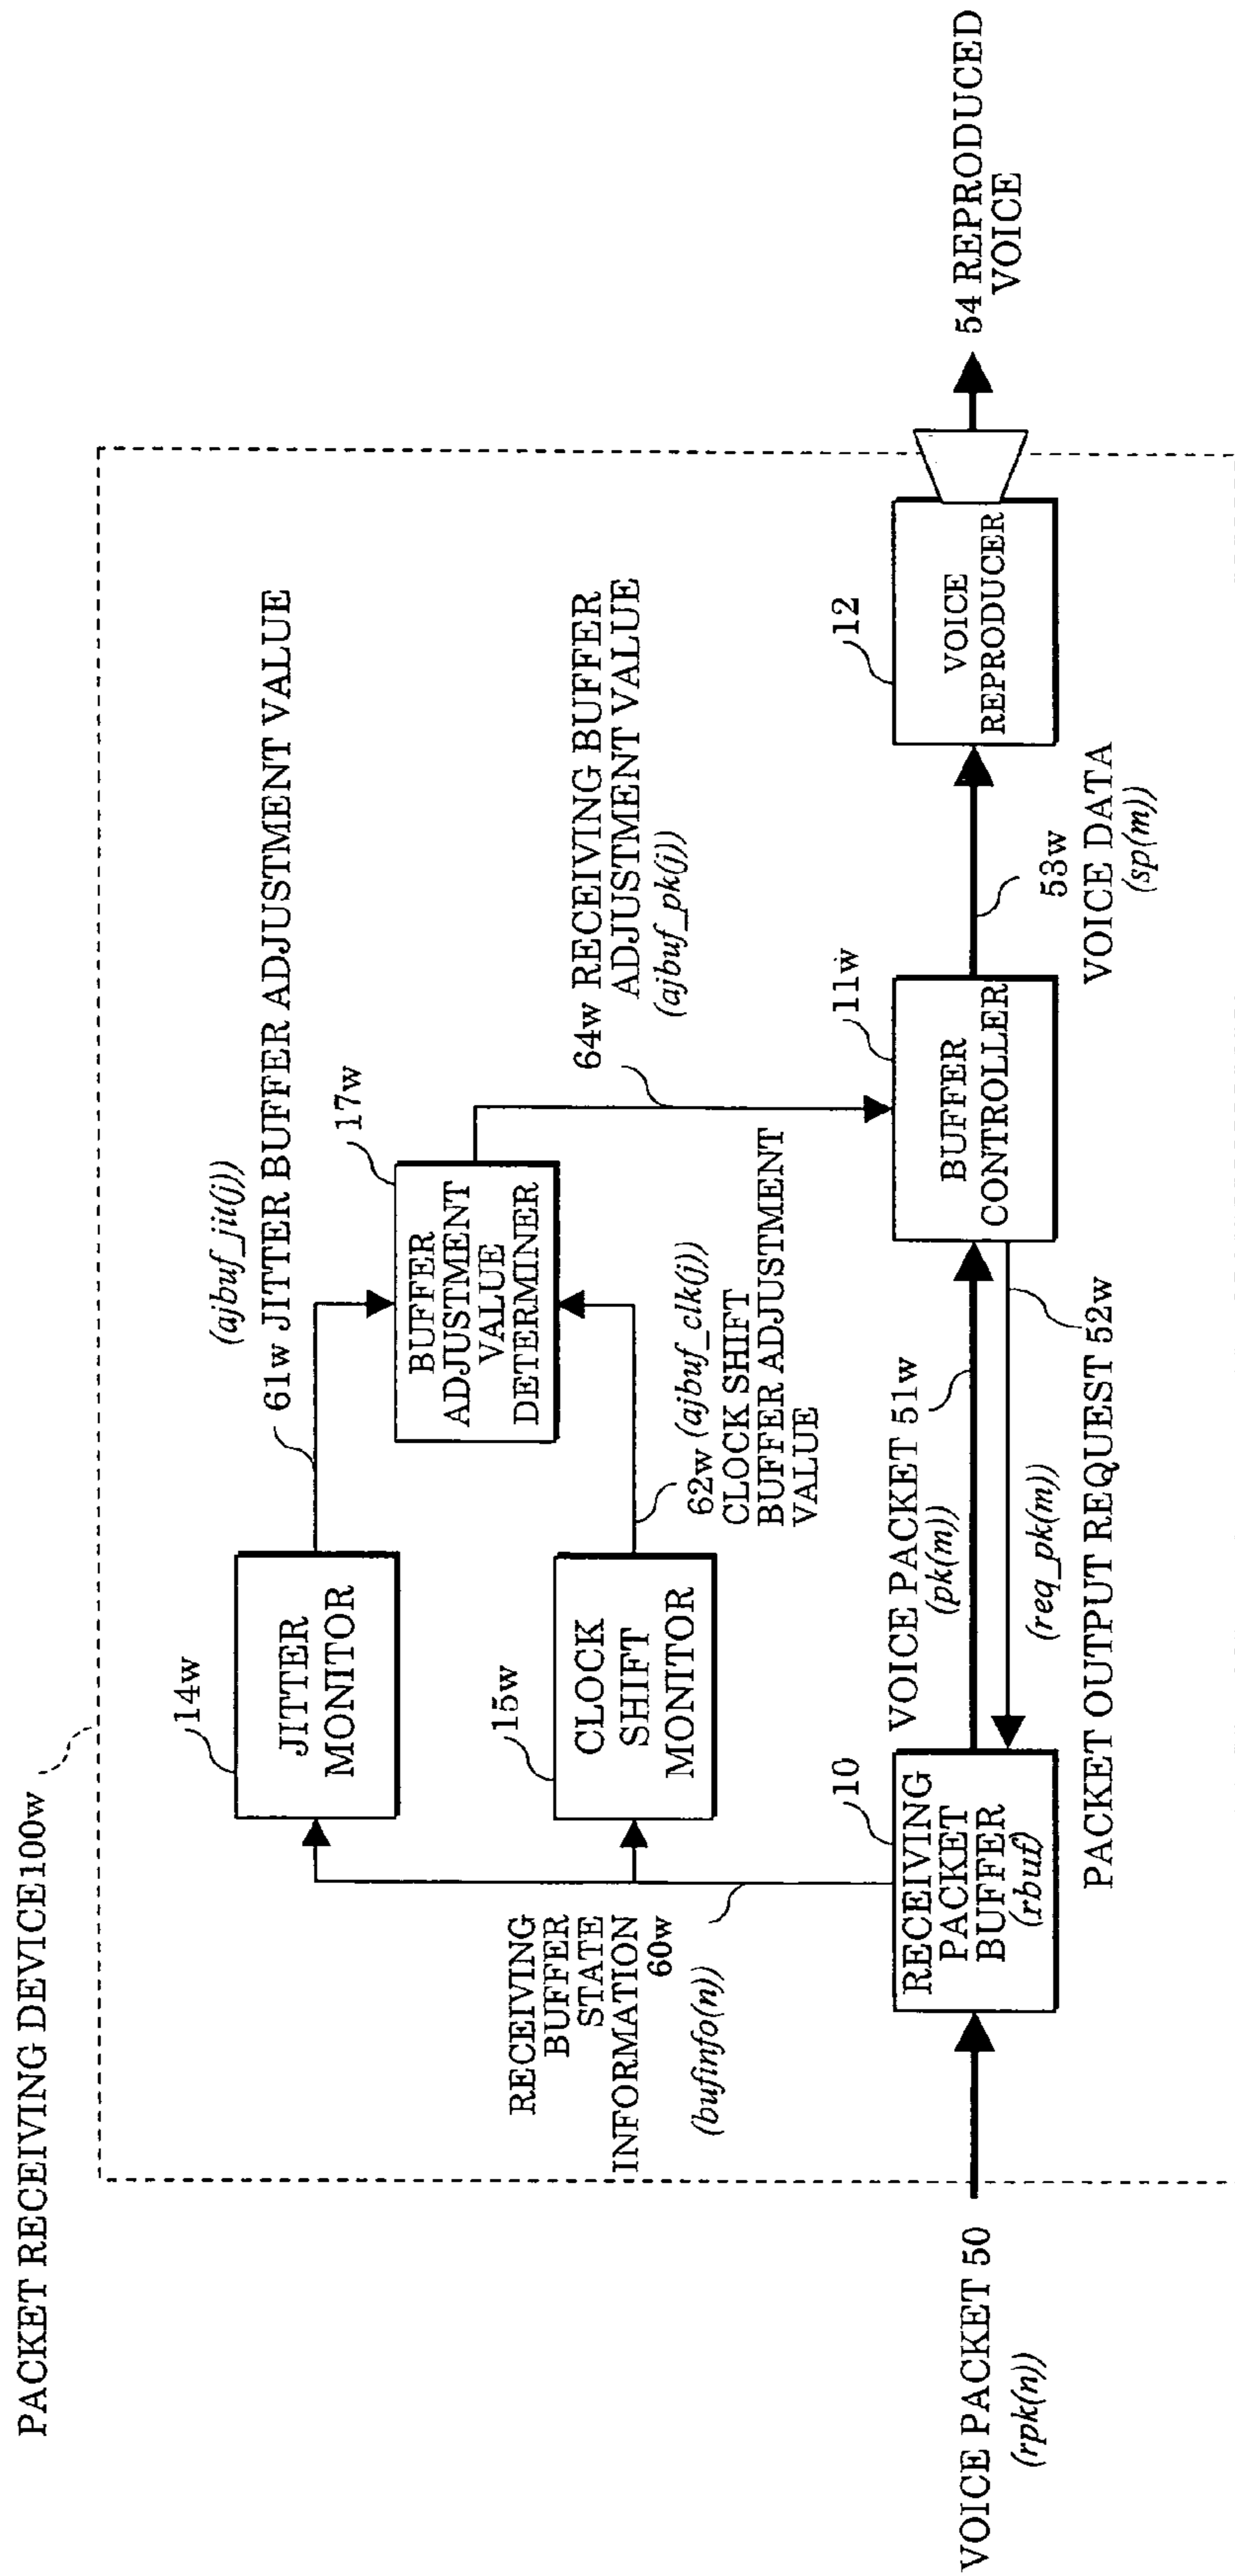 PACKET RECEIVING DEVICE100w
14w
JITTER
MONITOR
(ajbuf_jit(j))
61w JITTER BUFFER ADJUSTMENT VALUE
17w
BUFFER
ADJUSTMENT
VALUE
DETERMINER
RECEIVING
BUFFER
STATE
INFORMATION
60w
(bufinfo(n))
15w
CLOCK
SHIFT
MONITOR
62w (ajbuf_clk(j))
CLOCK SHIFT
BUFFER ADJUSTMENT
VALUE
64w RECEIVING BUFFER
ADJUSTMENT VALUE
(ajbuf_pk(j))
VOICE PACKET 50
(rpk(n))
10
RECEIVING
PACKET
BUFFER
(rbuf)
VOICE PACKET 51w
(pk(m))
(req_pk(m))
PACKET OUTPUT REQUEST 52w
11w
BUFFER
CONTROLLER
53w
VOICE DATA
(sp(m))
12
VOICE
REPRODUCER
54 REPRODUCED
VOICE